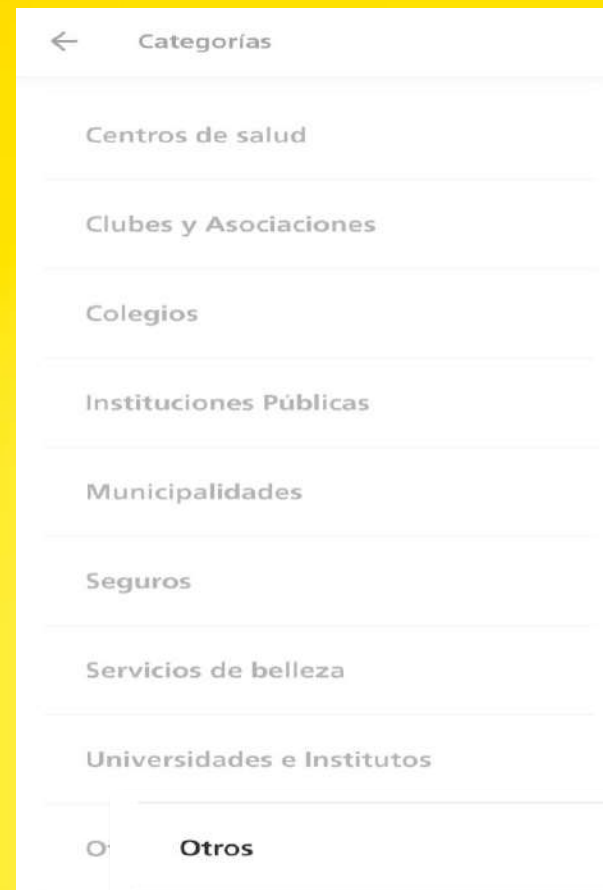 Categorías
Centros de salud
Clubes y Asociaciones
Colegios
Instituciones Públicas
Municipalidades
Seguros
Servicios de belleza
Universidades e Institutos
Otros